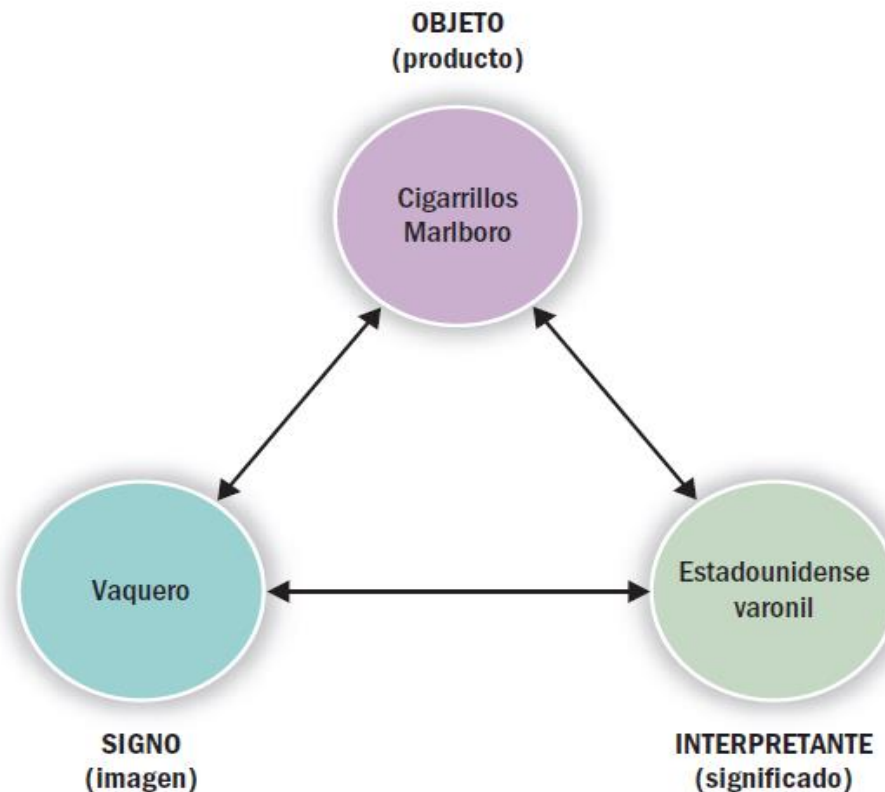 OBJETO
(producto)
Cigarrillos
Marlboro
Vaquero
Estadounidense
varonil
SIGNO
(imagen)
INTERPRETANTE
(significado)